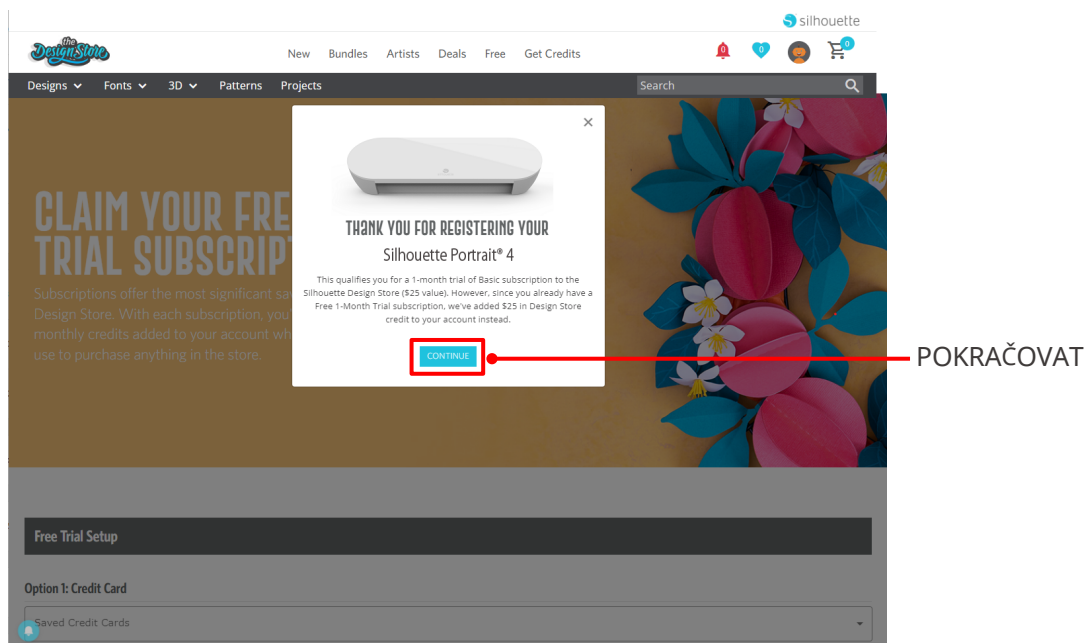 silhouette
the
Design Store
New Bundles Artists Deals Free Get Credits
0 0 0
Designs Fonts 3D Patterns Projects Search
CLAIM YOUR FRE
TRIAL SUBSCRIP
Subscriptions offer the most significant sa
Design Store. With each subscription, you'
monthly credits added to your account wh
use to purchase anything in the store.
THANK YOU FOR REGISTERING YOUR
Silhouette Portrait® 4
This qualifies you for a 1-month trial of Basic subscription to the
Silhouette Design Store ($25 value). However, since you already have a
Free 1-Month Trial subscription, we've added $25 in Design Store
credit to your account instead.
CONTINUE
POKRAČOVAT
Free Trial Setup
Option 1: Credit Card
Saved Credit Cards